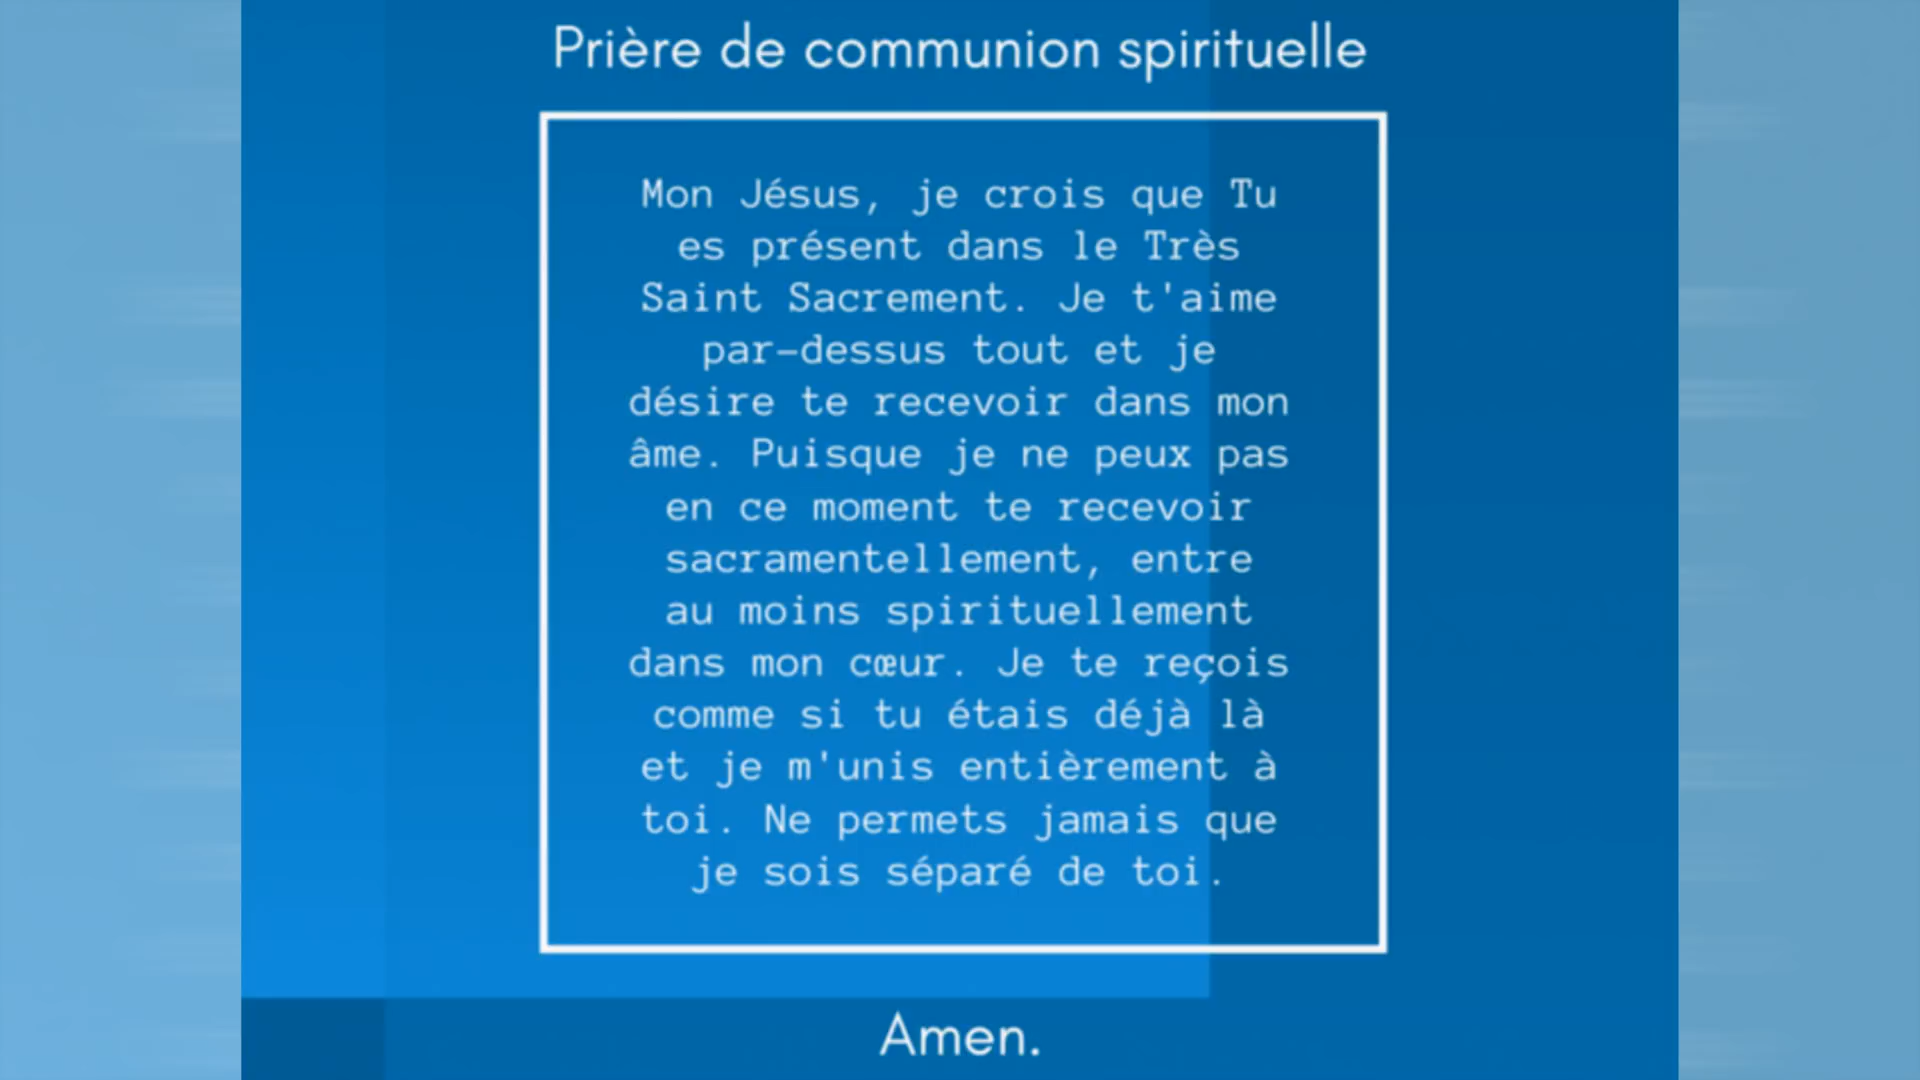 Prière de communion spirituelle
Mon Jésus, je crois que Tu
es présent dans le Très
Saint Sacrement. Je t'aime
par-dessus tout et je
désire te recevoir dans mon
âme. Puisque je ne peux pas
en ce moment te recevoir
sacramentellement, entre
au moins spirituellement
dans mon cœur. Je te reçois
comme si tu étais déjà là
et je m'unis entièrement à
toi. Ne permets jamais que
je sois séparé de toi.
Amen.